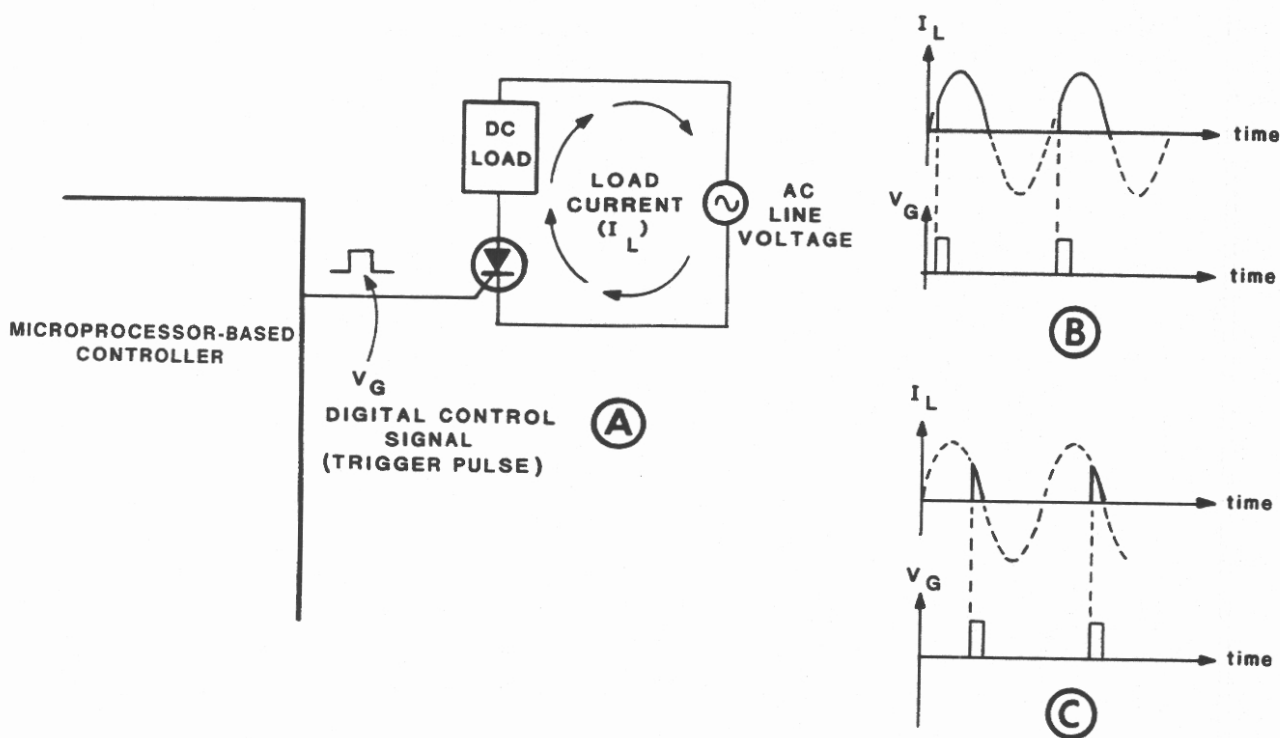 DC
LOAD
LOAD
CURRENT
(I L)
AC
LINE
VOLTAGE
MICROPROCESSOR-BASED
CONTROLLER
V G
DIGITAL CONTROL
SIGNAL
(TRIGGER PULSE)
A
I L
time
V G
time
B
I L
time
V G
time
C